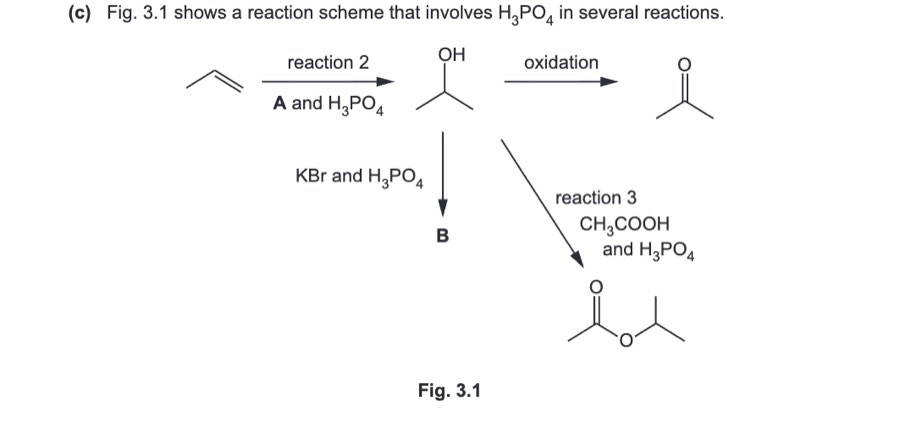 (c) Fig. 3.1 shows a reaction scheme that involves H₃PO₄ in several reactions.
reaction 2
A and H₃PO₄
OH
oxidation
O
KBr and H₃PO₄
B
reaction 3
CH₃COOH
and H₃PO₄
O
O
Fig. 3.1